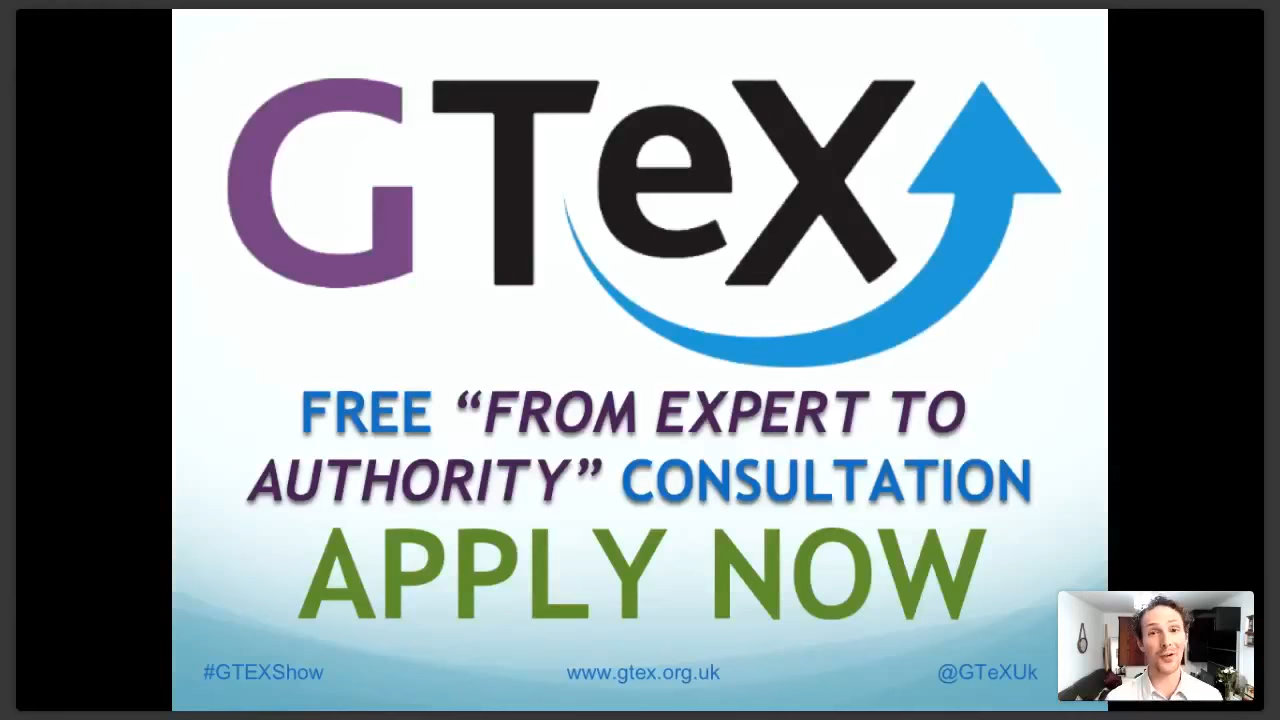 GTeX
FREE “FROM EXPERT TO
AUTHORITY” CONSULTATION
APPLY NOW
#GTEXShow
www.gtex.org.uk
@GTeXUk